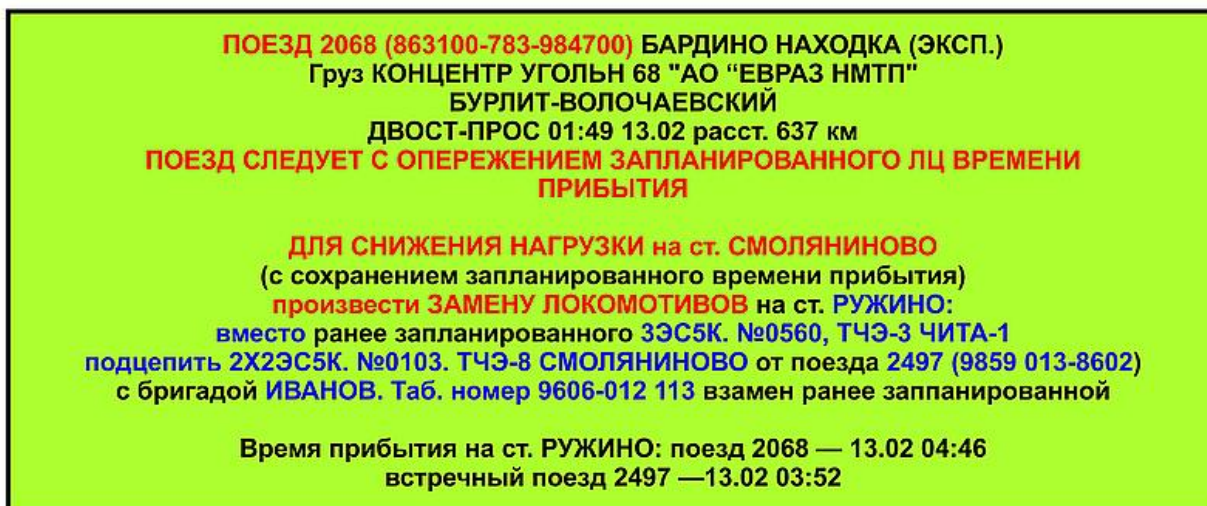 ПОЕЗД 2068 (863100-783-984700) БАРДИНО НАХОДКА (ЭКСП.)
Груз КОНЦЕНТР УГОЛЬН 68 "АО “ЕВРАЗ НМТП"
БУРЛИТ-ВОЛОЧАЕВСКИЙ
ДВОСТ-ПРОС 01:49 13.02 расст. 637 км
ПОЕЗД СЛЕДУЕТ С ОПЕРЕЖЕНИЕМ ЗАПЛАНИРОВАННОГО ЛЦ ВРЕМЕНИ
ПРИБЫТИЯ
ДЛЯ СНИЖЕНИЯ НАГРУЗКИ на ст. СМОЛЯНИНОВО
(с сохранением запланированного времени прибытия)
произвести ЗАМЕНУ ЛОКОМОТИВОВ на ст. РУЖИНО:
вместо ранее запланированного 3ЭС5К. №0560, ТЧЭ-3 ЧИТА-1
подцепить 2Х2ЭС5К. №0103. ТЧЭ-8 СМОЛЯНИНОВО от поезда 2497 (9859 013-8602)
с бригадой ИВАНОВ. Таб. номер 9606-012 113 взамен ранее заппанированной
Время прибытия на ст. РУЖИНО: поезд 2068 — 13.02 04:46
встречный поезд 2497 —13.02 03:52